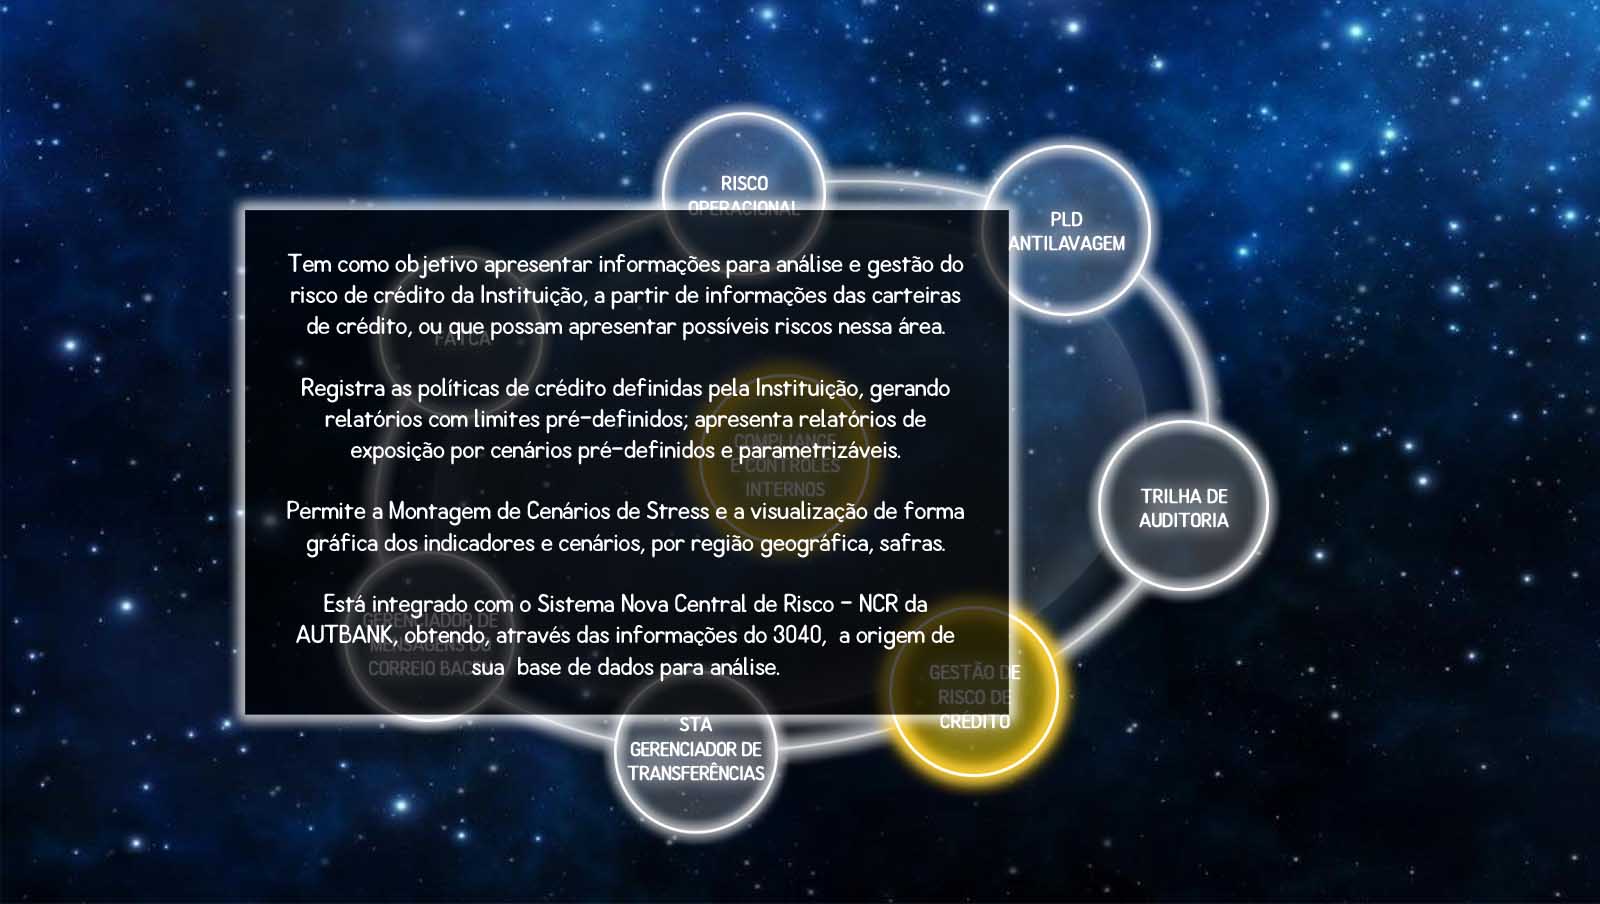 RISCO
OPERACIONAL
PLD
ANTILAVAGEM
Tem como objetivo apresentar informações para análise e gestão do
risco de crédito da Instituição, a partir de informações das carteiras
de crédito, ou que possam apresentar possíveis riscos nessa área.
FATCA
Registra as políticas de crédito definidas pela Instituição, gerando
relatórios com limites pré-definidos; apresenta relatórios de
exposição por cenários pré-definidos e parametrizáveis.
COMPLIANCE
E CONTROLES
INTERNOS
TRILHA DE
AUDITORIA
Permite a Montagem de Cenários de Stress e a visualização de forma
gráfica dos indicadores e cenários, por região geográfica, safras.
Está integrado com o Sistema Nova Central de Risco - NCR da
AUTBANK, obtendo, através das informações do 3040,  a origem de
sua  base de dados para análise.
GERENCIADOR DE
MENSAGENS DO
CORREIO
GESTÃO DE
RISCO DE
CRÉDITO
STA
GERENCIADOR DE
TRANSFERÊNCIAS